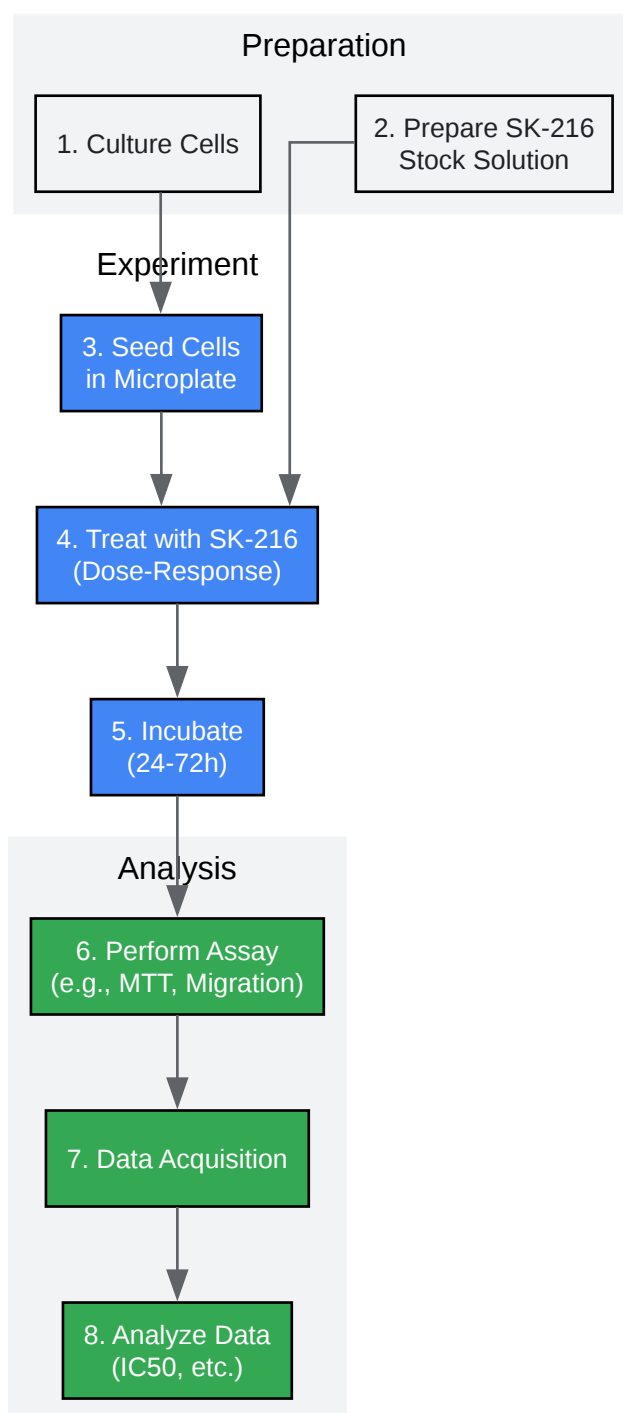 Preparation
1. Culture Cells
2. Prepare SK-216
Stock Solution
Experiment
3. Seed Cells
in Microplate
4. Treat with SK-216
(Dose-Response)
5. Incubate
(24-72h)
Analysis
6. Perform Assay
(e.g., MTT, Migration)
7. Data Acquisition
8. Analyze Data
(IC50, etc.)